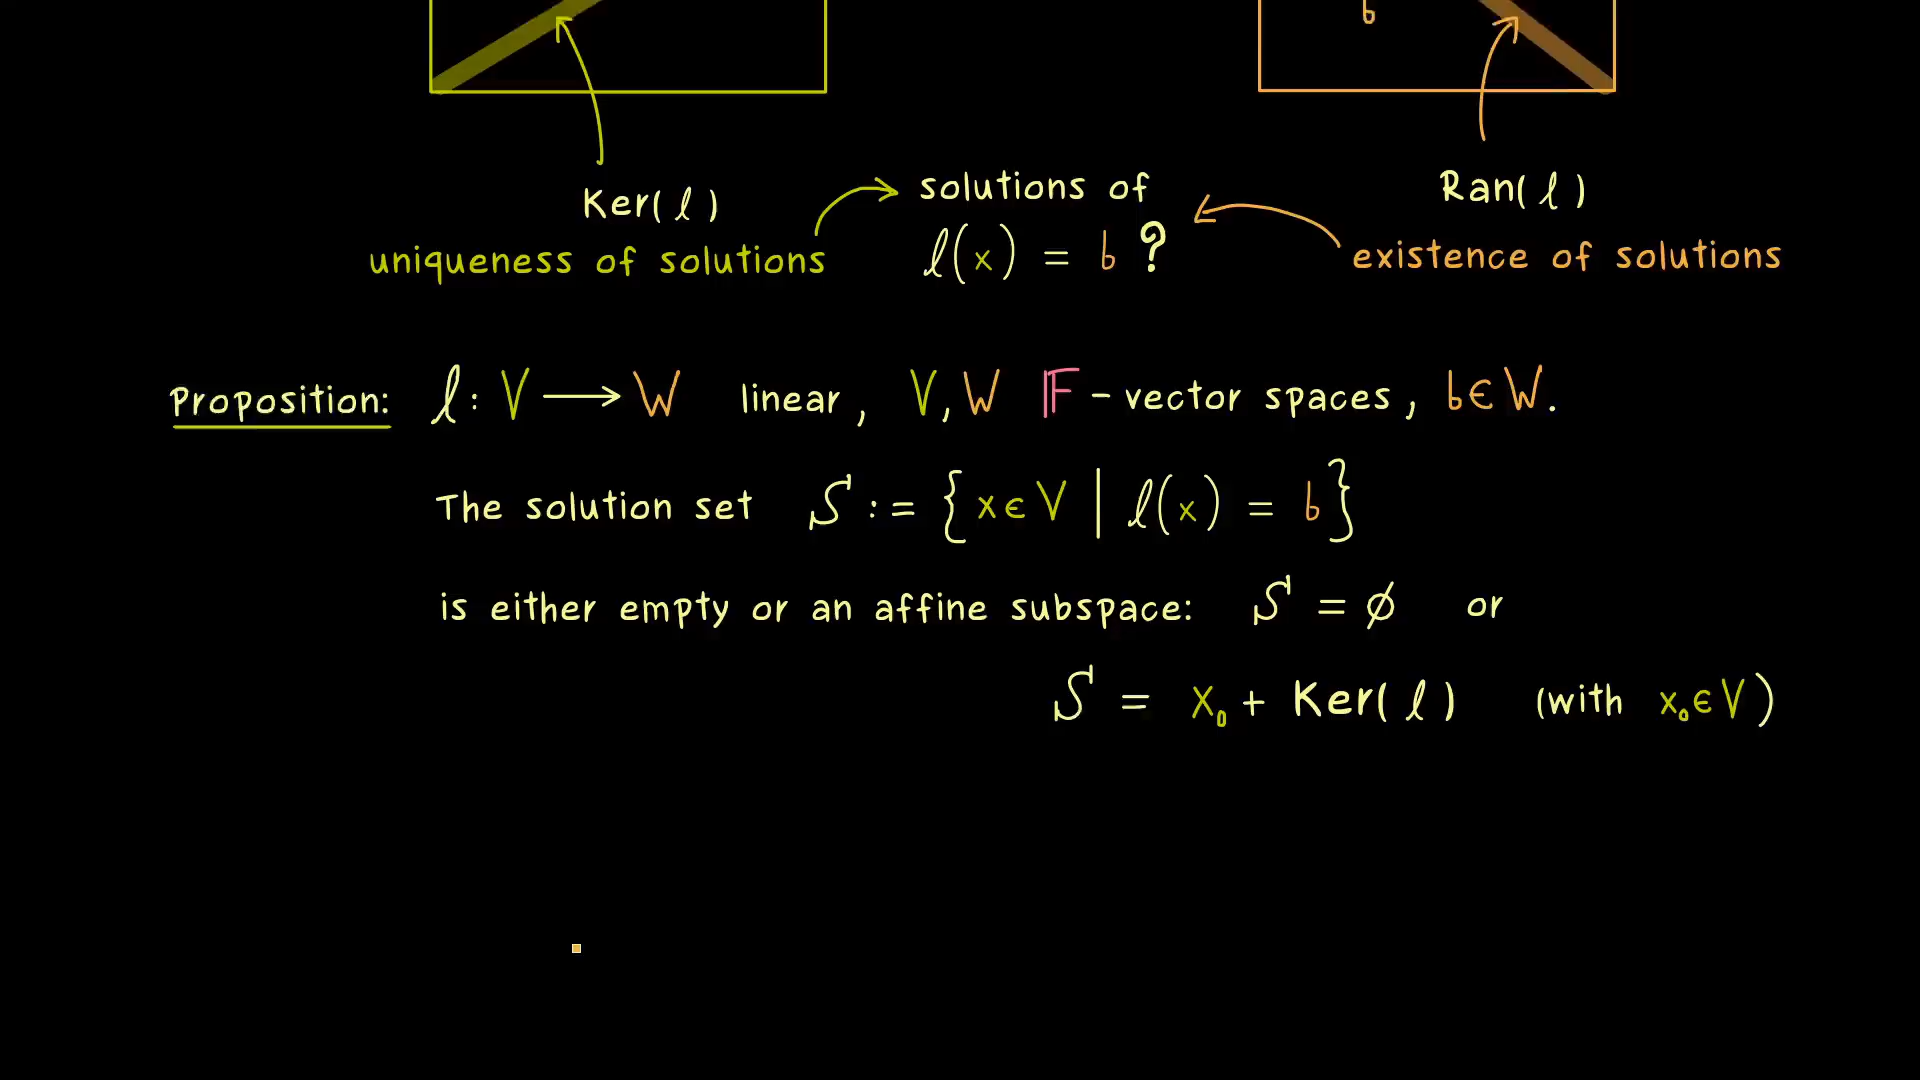 b
Ker(ℓ)
solutions of
Ran(ℓ)
uniqueness of solutions
ℓ(x) = b ?
existence of solutions
Proposition: ℓ: V ⟶ W linear, V, W 𝔽-vector spaces, b∈W.
The solution set S := {x∈V | ℓ(x) = b}
is either empty or an affine subspace: S = ∅ or
S = x₀ + Ker(ℓ) (with x₀∈V)